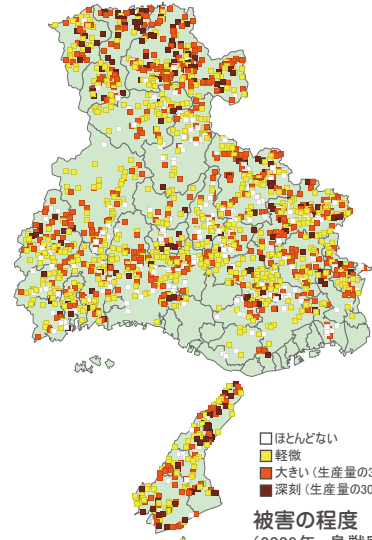 ほとんどない
軽微
大きい（生産量の3
深刻（生産量の30
被害の程度